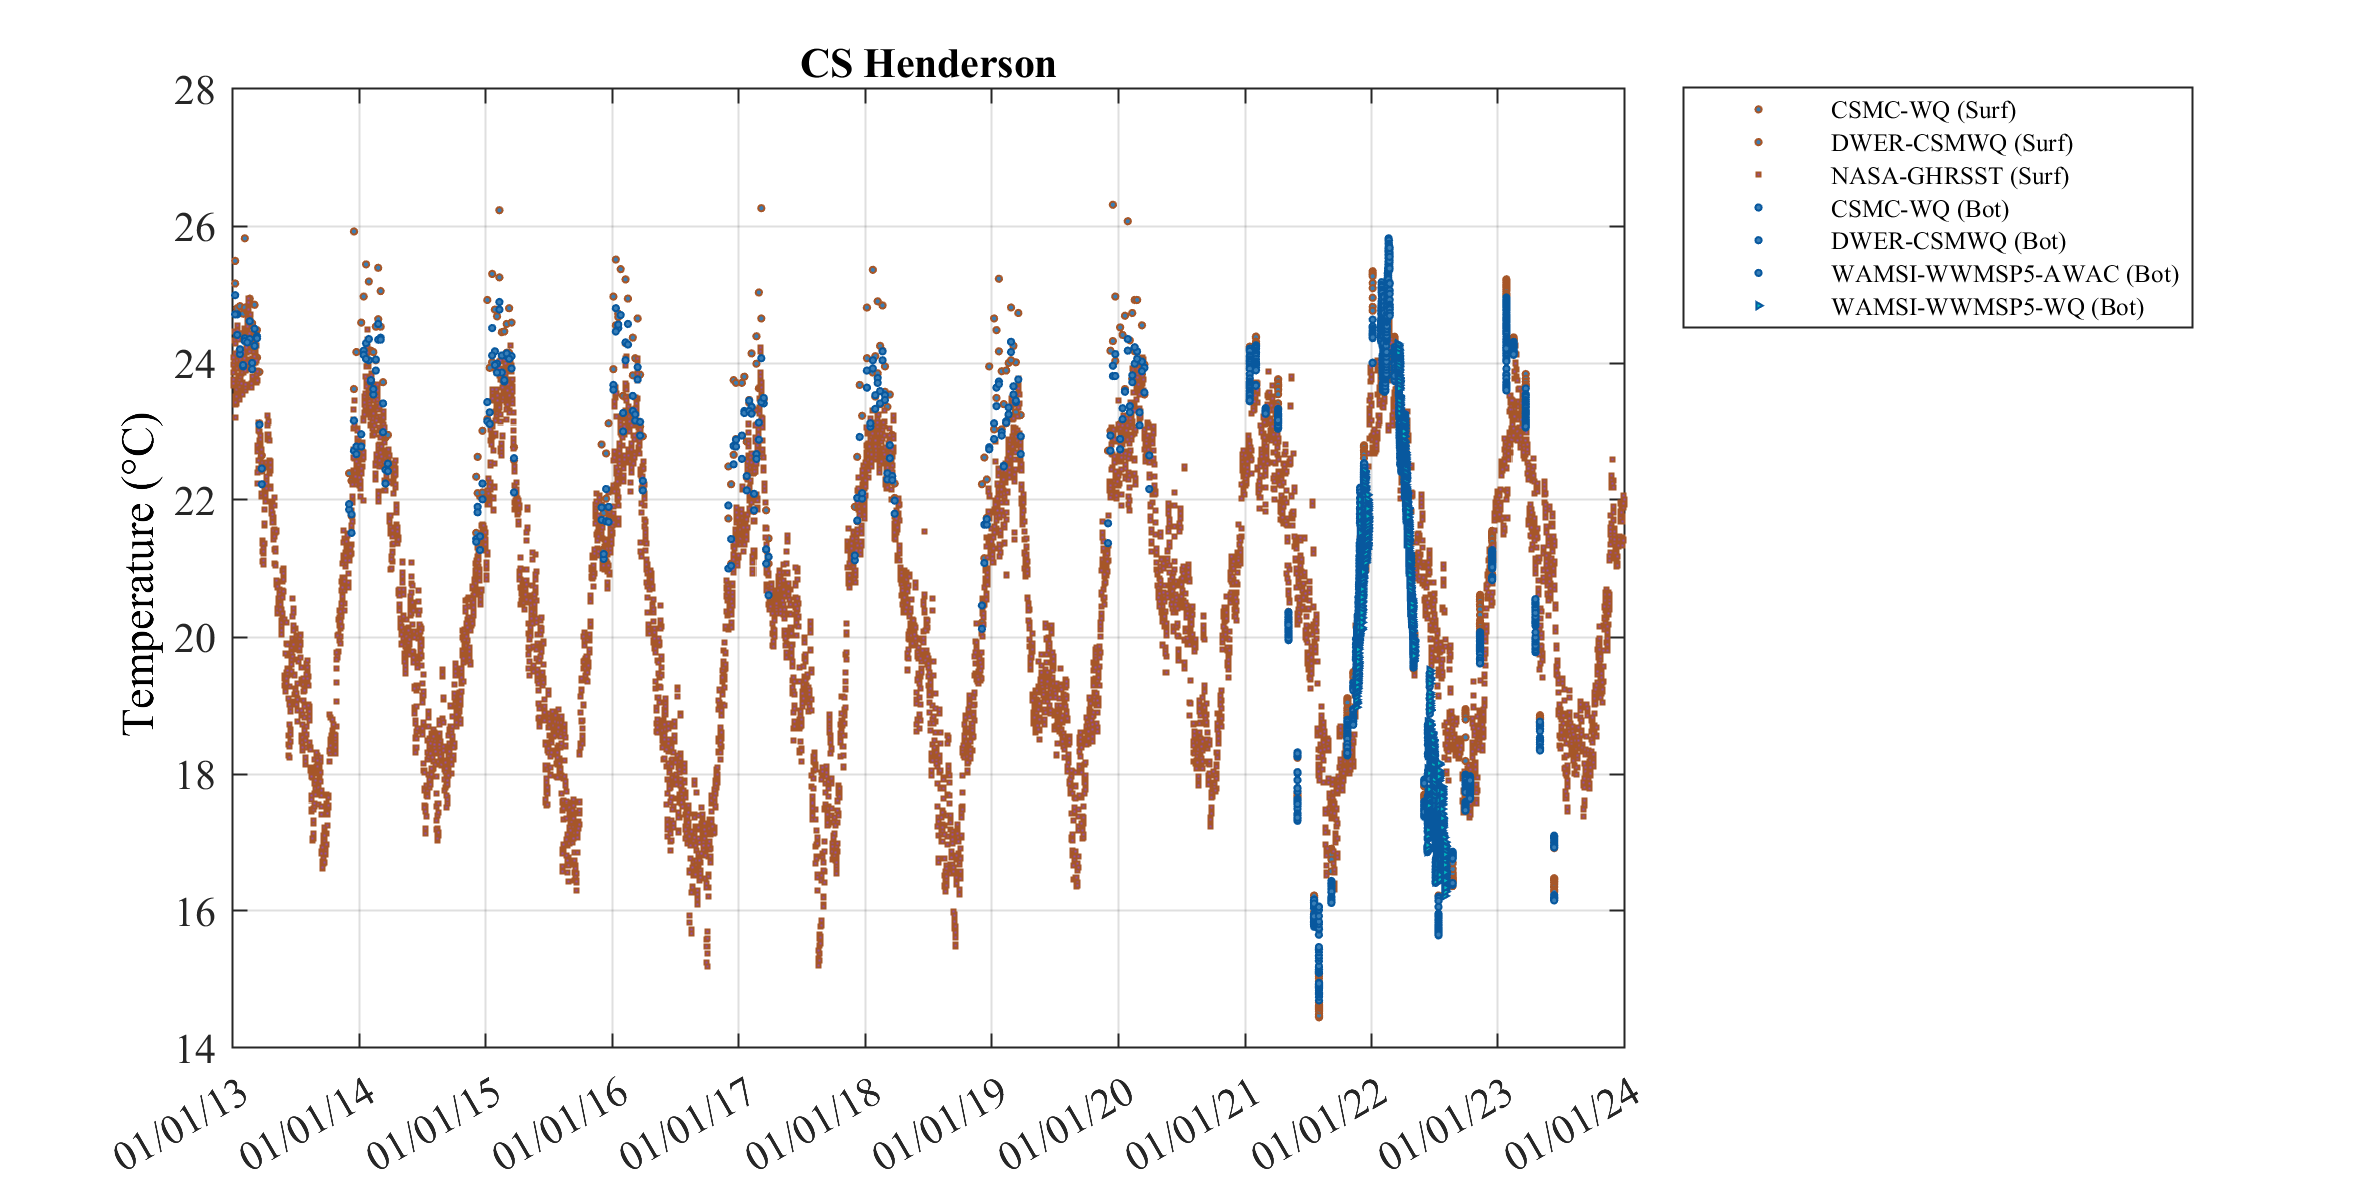 CS Henderson
28
26
24
22
20
18
16
14
Temperature (°C)
01/01/13
01/01/14
01/01/15
01/01/16
01/01/17
01/01/18
01/01/19
01/01/20
01/01/21
01/01/22
01/01/23
01/01/24
CSMC-WQ (Surf)
DWER-CSMWQ (Surf)
NASA-GHRSST (Surf)
CSMC-WQ (Bot)
DWER-CSMWQ (Bot)
WAMSI-WWMSP5-AWAC (Bot)
WAMSI-WWMSP5-WQ (Bot)